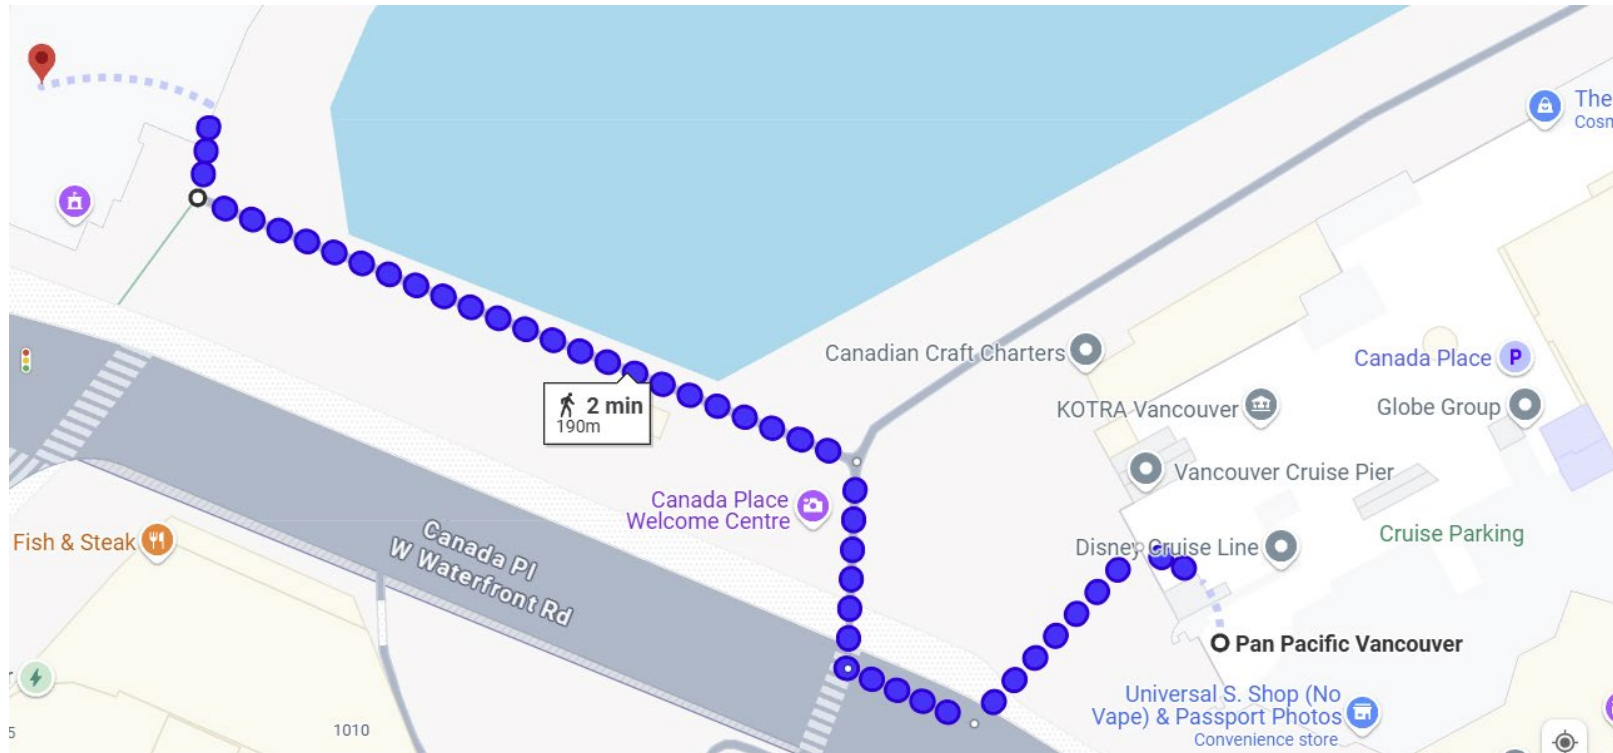 The
Cosm
Canadian Craft Charters
Canada Place
P
KOTRA Vancouver
Globe Group
2 min
190m
Vancouver Cruise Pier
Canada Place
Welcome Centre
Cruise Parking
Fish & Steak
Canada Pl
W Waterfront Rd
Disney Cruise Line
Pan Pacific Vancouver
r
Universal S. Shop (No
Vape) & Passport Photos
Convenience store
1010
5